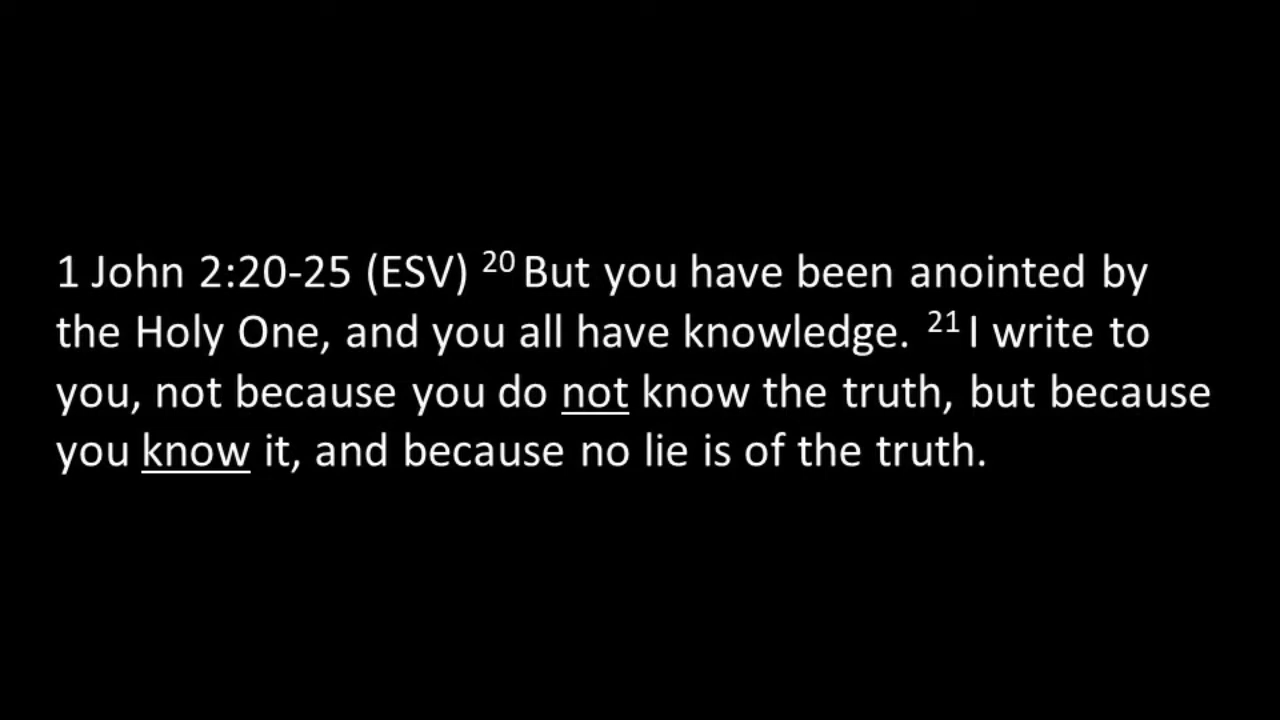 1 John 2:20-25 (ESV) 20 But you have been anointed by
the Holy One, and you all have knowledge. 21 I write to
you, not because you do not know the truth, but because
you know it, and because no lie is of the truth.